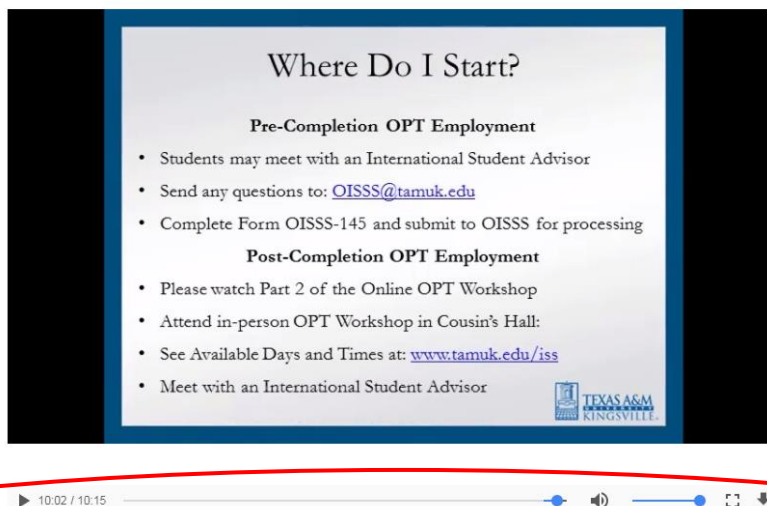 Where Do I Start?
Pre-Completion OPT Employment
• Students may meet with an International Student Advisor
• Send any questions to: OISSS@tamuk.edu
• Complete Form OISSS-145 and submit to OISSS for processing
Post-Completion OPT Employment
• Please watch Part 2 of the Online OPT Workshop
• Attend in-person OPT Workshop in Cousin's Hall:
• See Available Days and Times at: www.tamuk.edu/iss
• Meet with an International Student Advisor
TEXAS A&M
UNIVERSITY
KINGSVILLE.
10:02 / 10:15